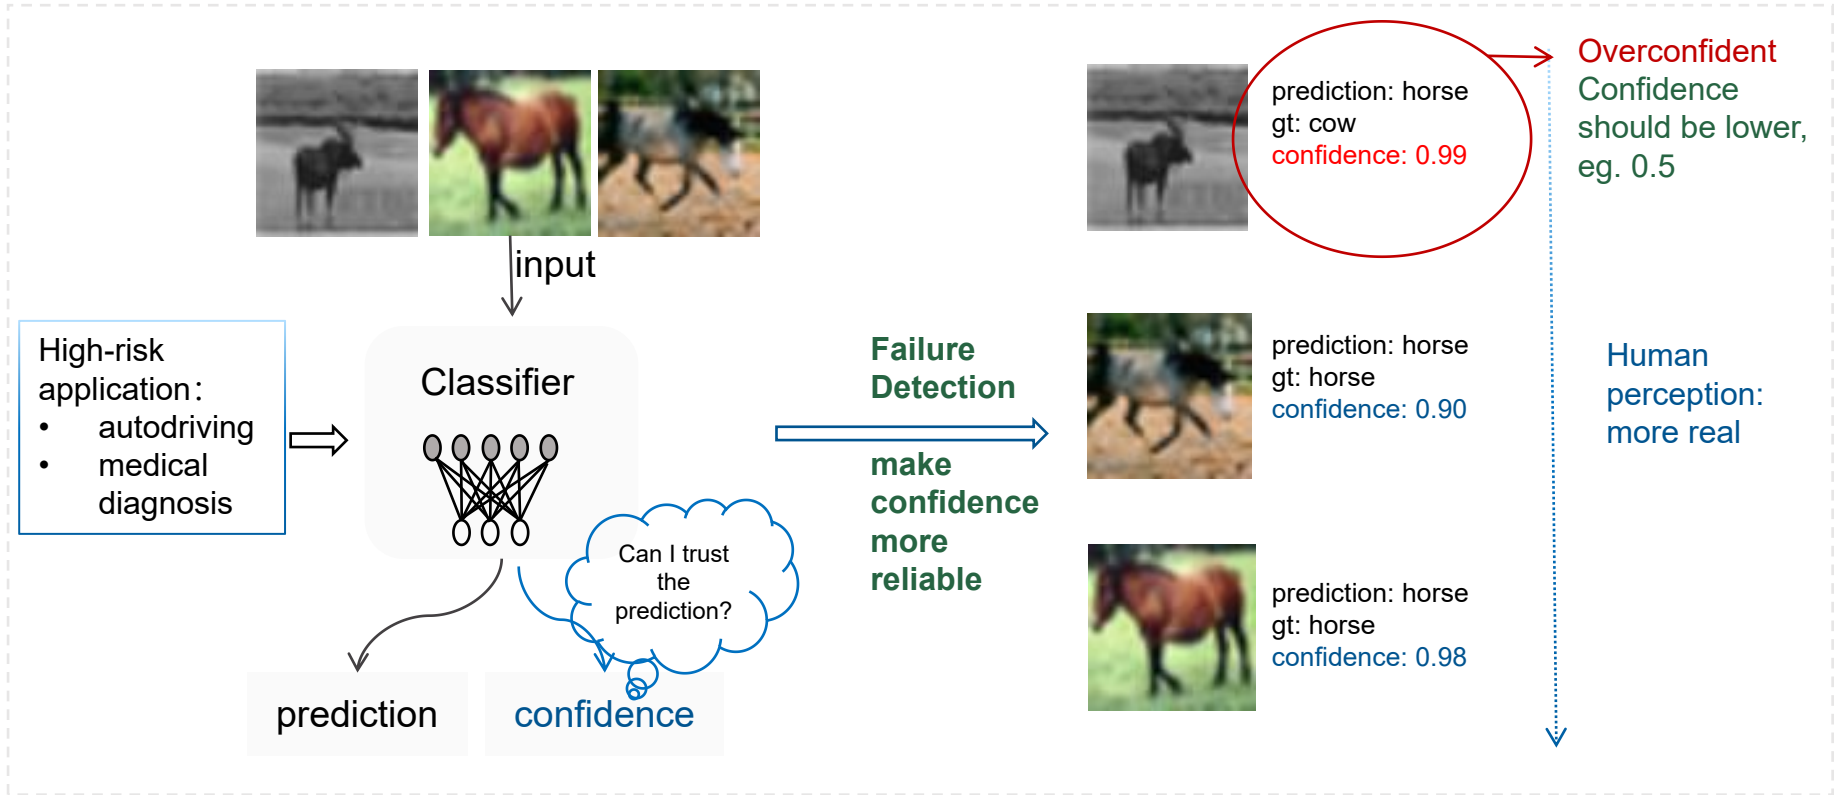 input
High-risk
application：
• autodriving
• medical
diagnosis
Classifier
Can I trust
the
prediction?
prediction
confidence
Failure
Detection
make
confidence
more
reliable
prediction: horse
gt: cow
confidence: 0.99
prediction: horse
gt: horse
confidence: 0.90
prediction: horse
gt: horse
confidence: 0.98
Overconfident
Confidence
should be lower,
eg. 0.5
Human
perception:
more real